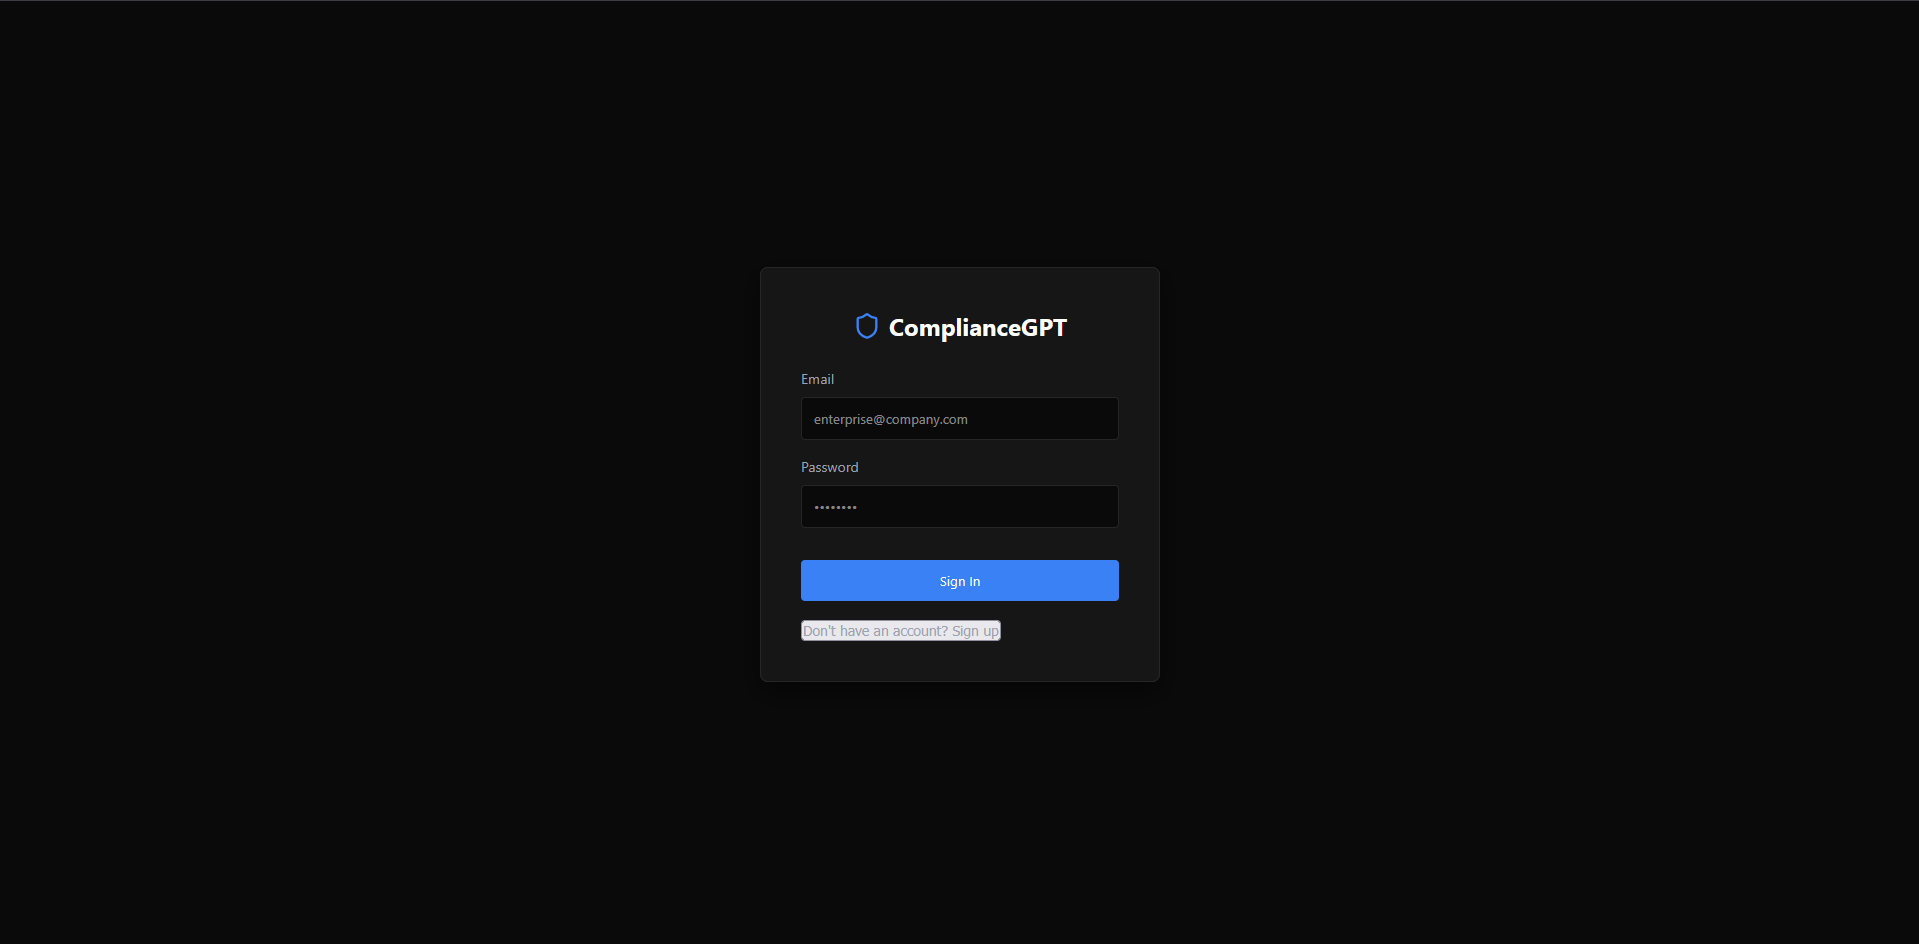 ComplianceGPT
Email
enterprise@company.com
Password
••••••••
Sign In
Don't have an account? Sign up